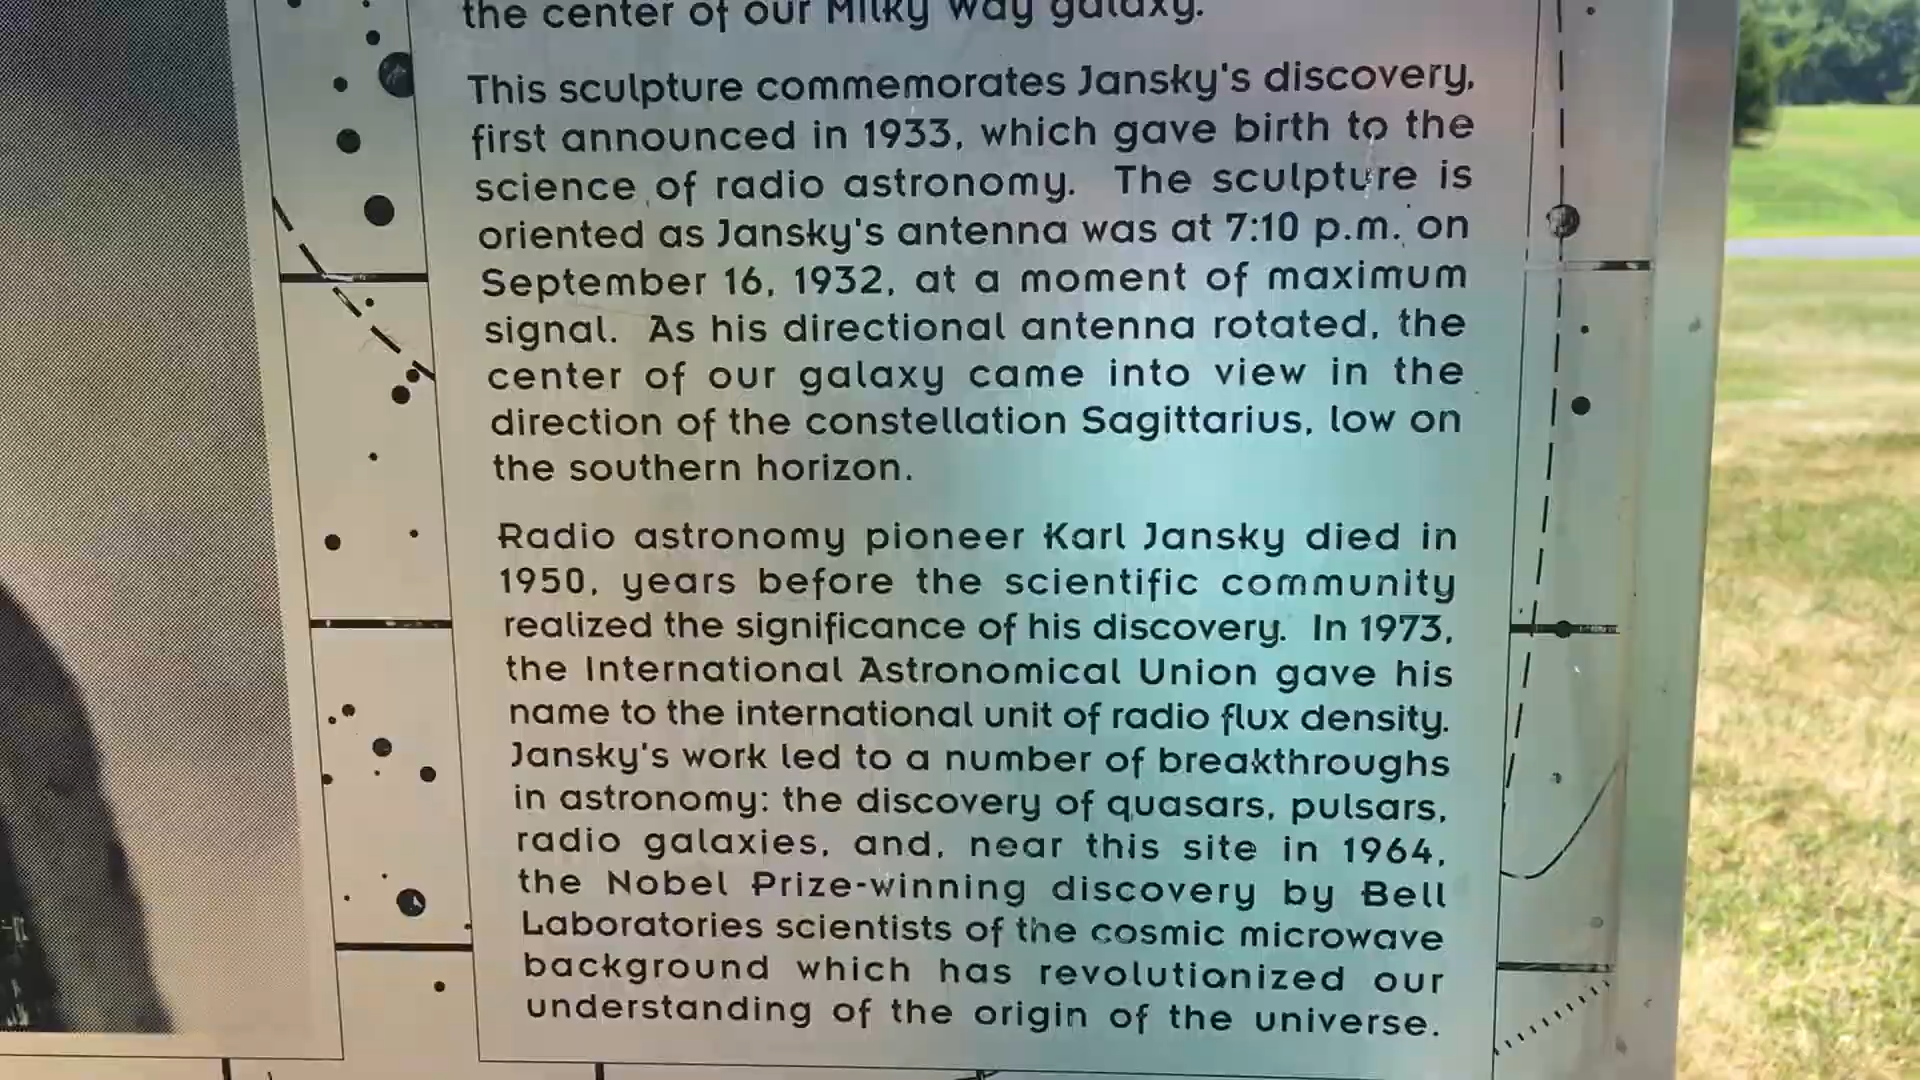 the center of our Milky Way galaxy.
This sculpture commemorates Jansky's discovery,
first announced in 1933, which gave birth to the
science of radio astronomy. The sculpture is
oriented as Jansky's antenna was at 7:10 p.m. on
September 16, 1932, at a moment of maximum
signal. As his directional antenna rotated, the
center of our galaxy came into view in the
direction of the constellation Sagittarius, low on
the southern horizon.
Radio astronomy pioneer Karl Jansky died in
1950, years before the scientific community
realized the significance of his discovery. In 1973,
the International Astronomical Union gave his
name to the international unit of radio flux density.
Jansky's work led to a number of breakthroughs
in astronomy: the discovery of quasars, pulsars,
radio galaxies, and, near this site in 1964,
the Nobel Prize-winning discovery by Bell
Laboratories scientists of the cosmic microwave
background which has revolutionized our
understanding of the origin of the universe.